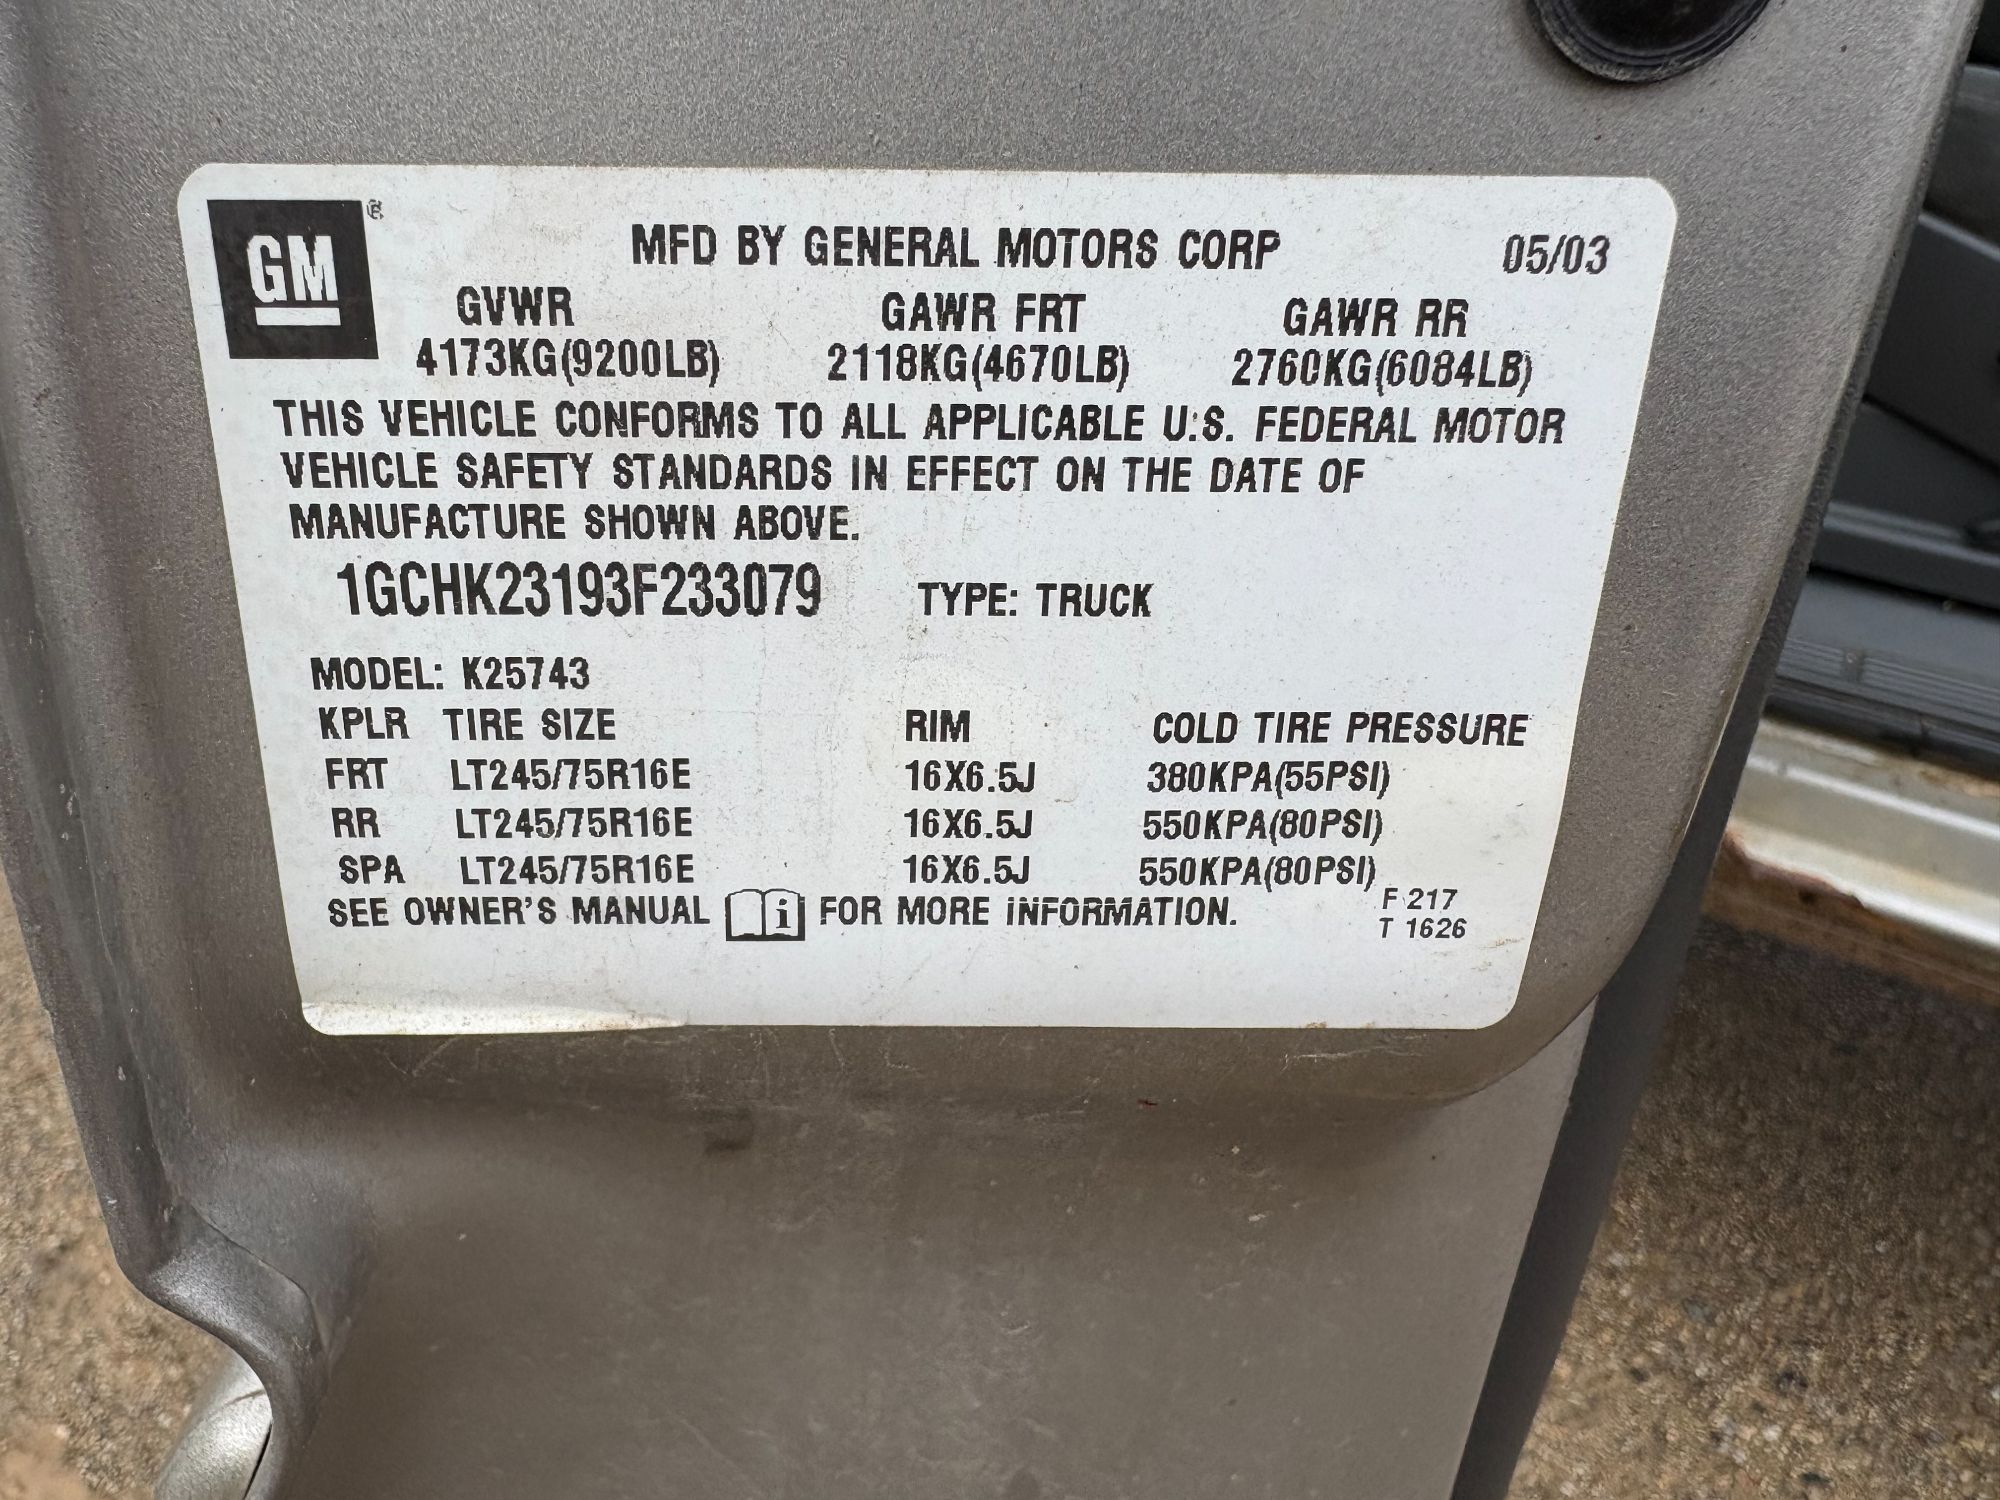 GM ®
MFD BY GENERAL MOTORS CORP 05/03
GVWR GAWR FRT GAWR RR
4173KG(9200LB) 2118KG(4670LB) 2760KG(6084LB)
THIS VEHICLE CONFORMS TO ALL APPLICABLE U.S. FEDERAL MOTOR
VEHICLE SAFETY STANDARDS IN EFFECT ON THE DATE OF
MANUFACTURE SHOWN ABOVE.
1GCHK23193F233079 TYPE: TRUCK
MODEL: K25743
KPLR TIRE SIZE RIM COLD TIRE PRESSURE
FRT LT245/75R16E 16X6.5J 380KPA(55PSI)
RR LT245/75R16E 16X6.5J 550KPA(80PSI)
SPA LT245/75R16E 16X6.5J 550KPA(80PSI)
SEE OWNER'S MANUAL i FOR MORE INFORMATION.
F 217
T 1626